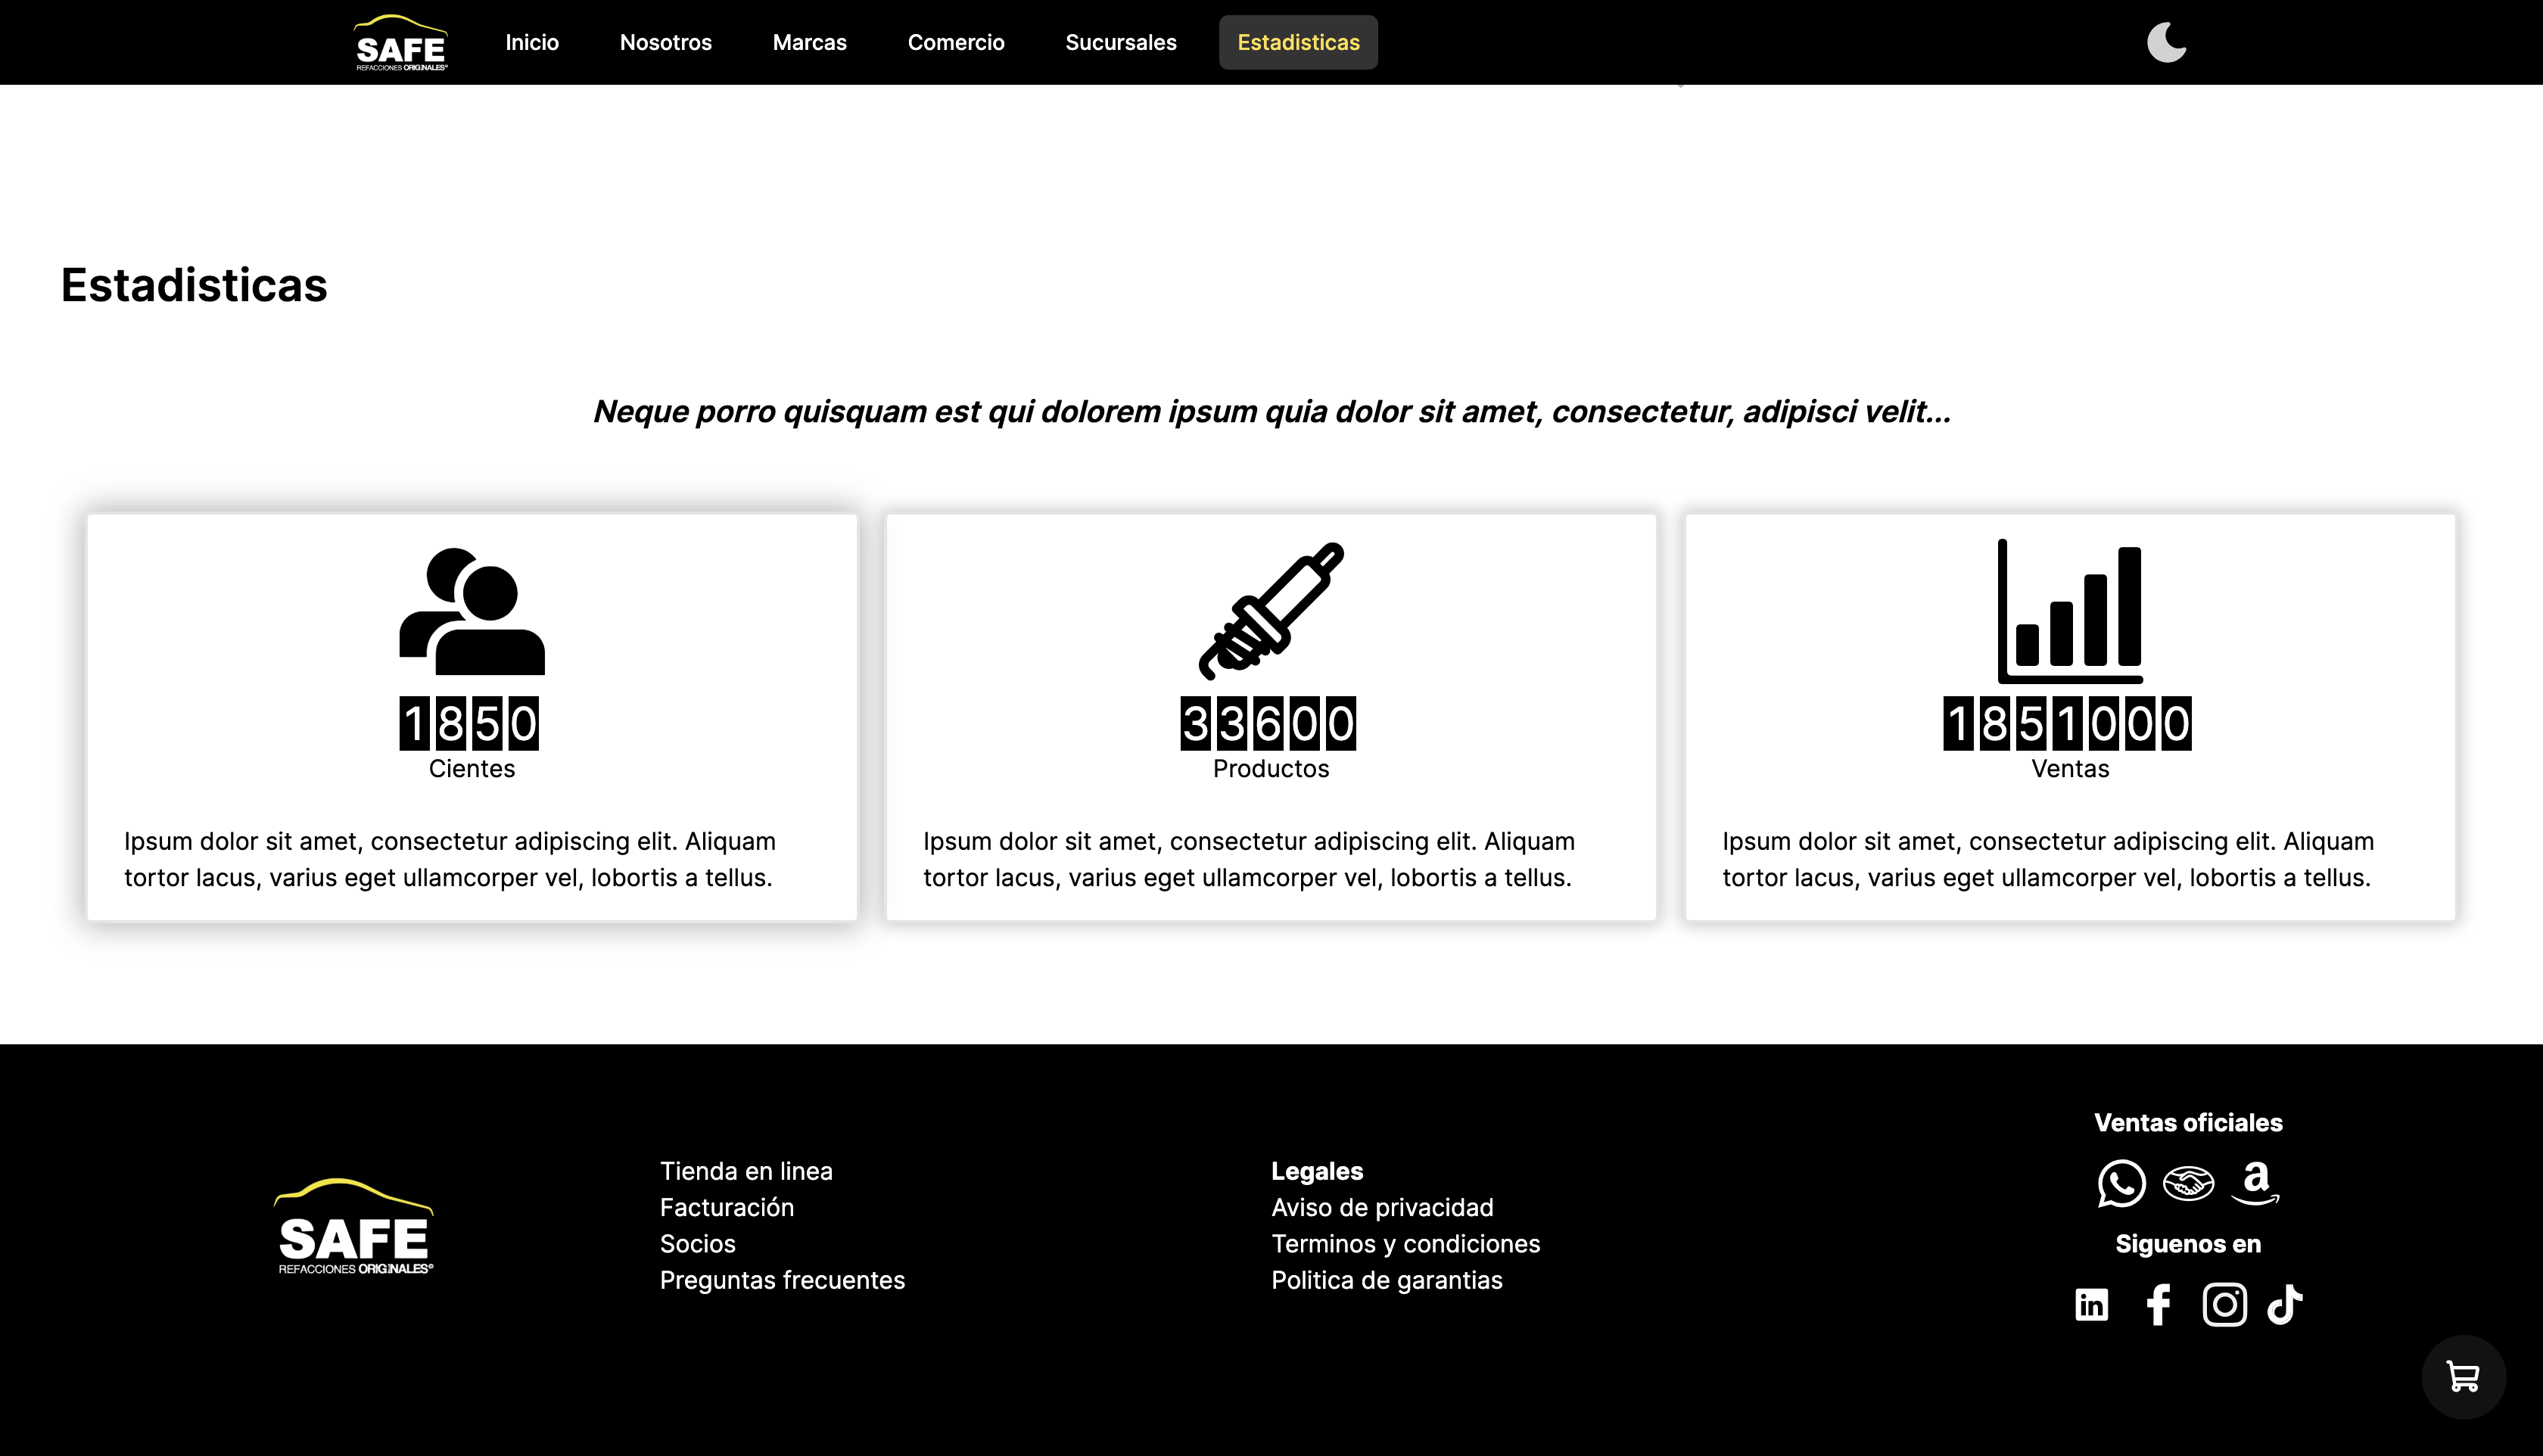 SAFE
REFACCIONES ORIGINALES®
Inicio
Nosotros
Marcas
Comercio
Sucursales
Estadisticas
Estadisticas
Neque porro quisquam est qui dolorem ipsum quia dolor sit amet, consectetur, adipisci velit...
1850
Cientes
Ipsum dolor sit amet, consectetur adipiscing elit. Aliquam
tortor lacus, varius eget ullamcorper vel, lobortis a tellus.
33600
Productos
Ipsum dolor sit amet, consectetur adipiscing elit. Aliquam
tortor lacus, varius eget ullamcorper vel, lobortis a tellus.
1851000
Ventas
Ipsum dolor sit amet, consectetur adipiscing elit. Aliquam
tortor lacus, varius eget ullamcorper vel, lobortis a tellus.
SAFE
REFACCIONES ORIGINALES®
Tienda en linea
Facturación
Socios
Preguntas frecuentes
Legales
Aviso de privacidad
Terminos y condiciones
Politica de garantias
Ventas oficiales
Siguenos en